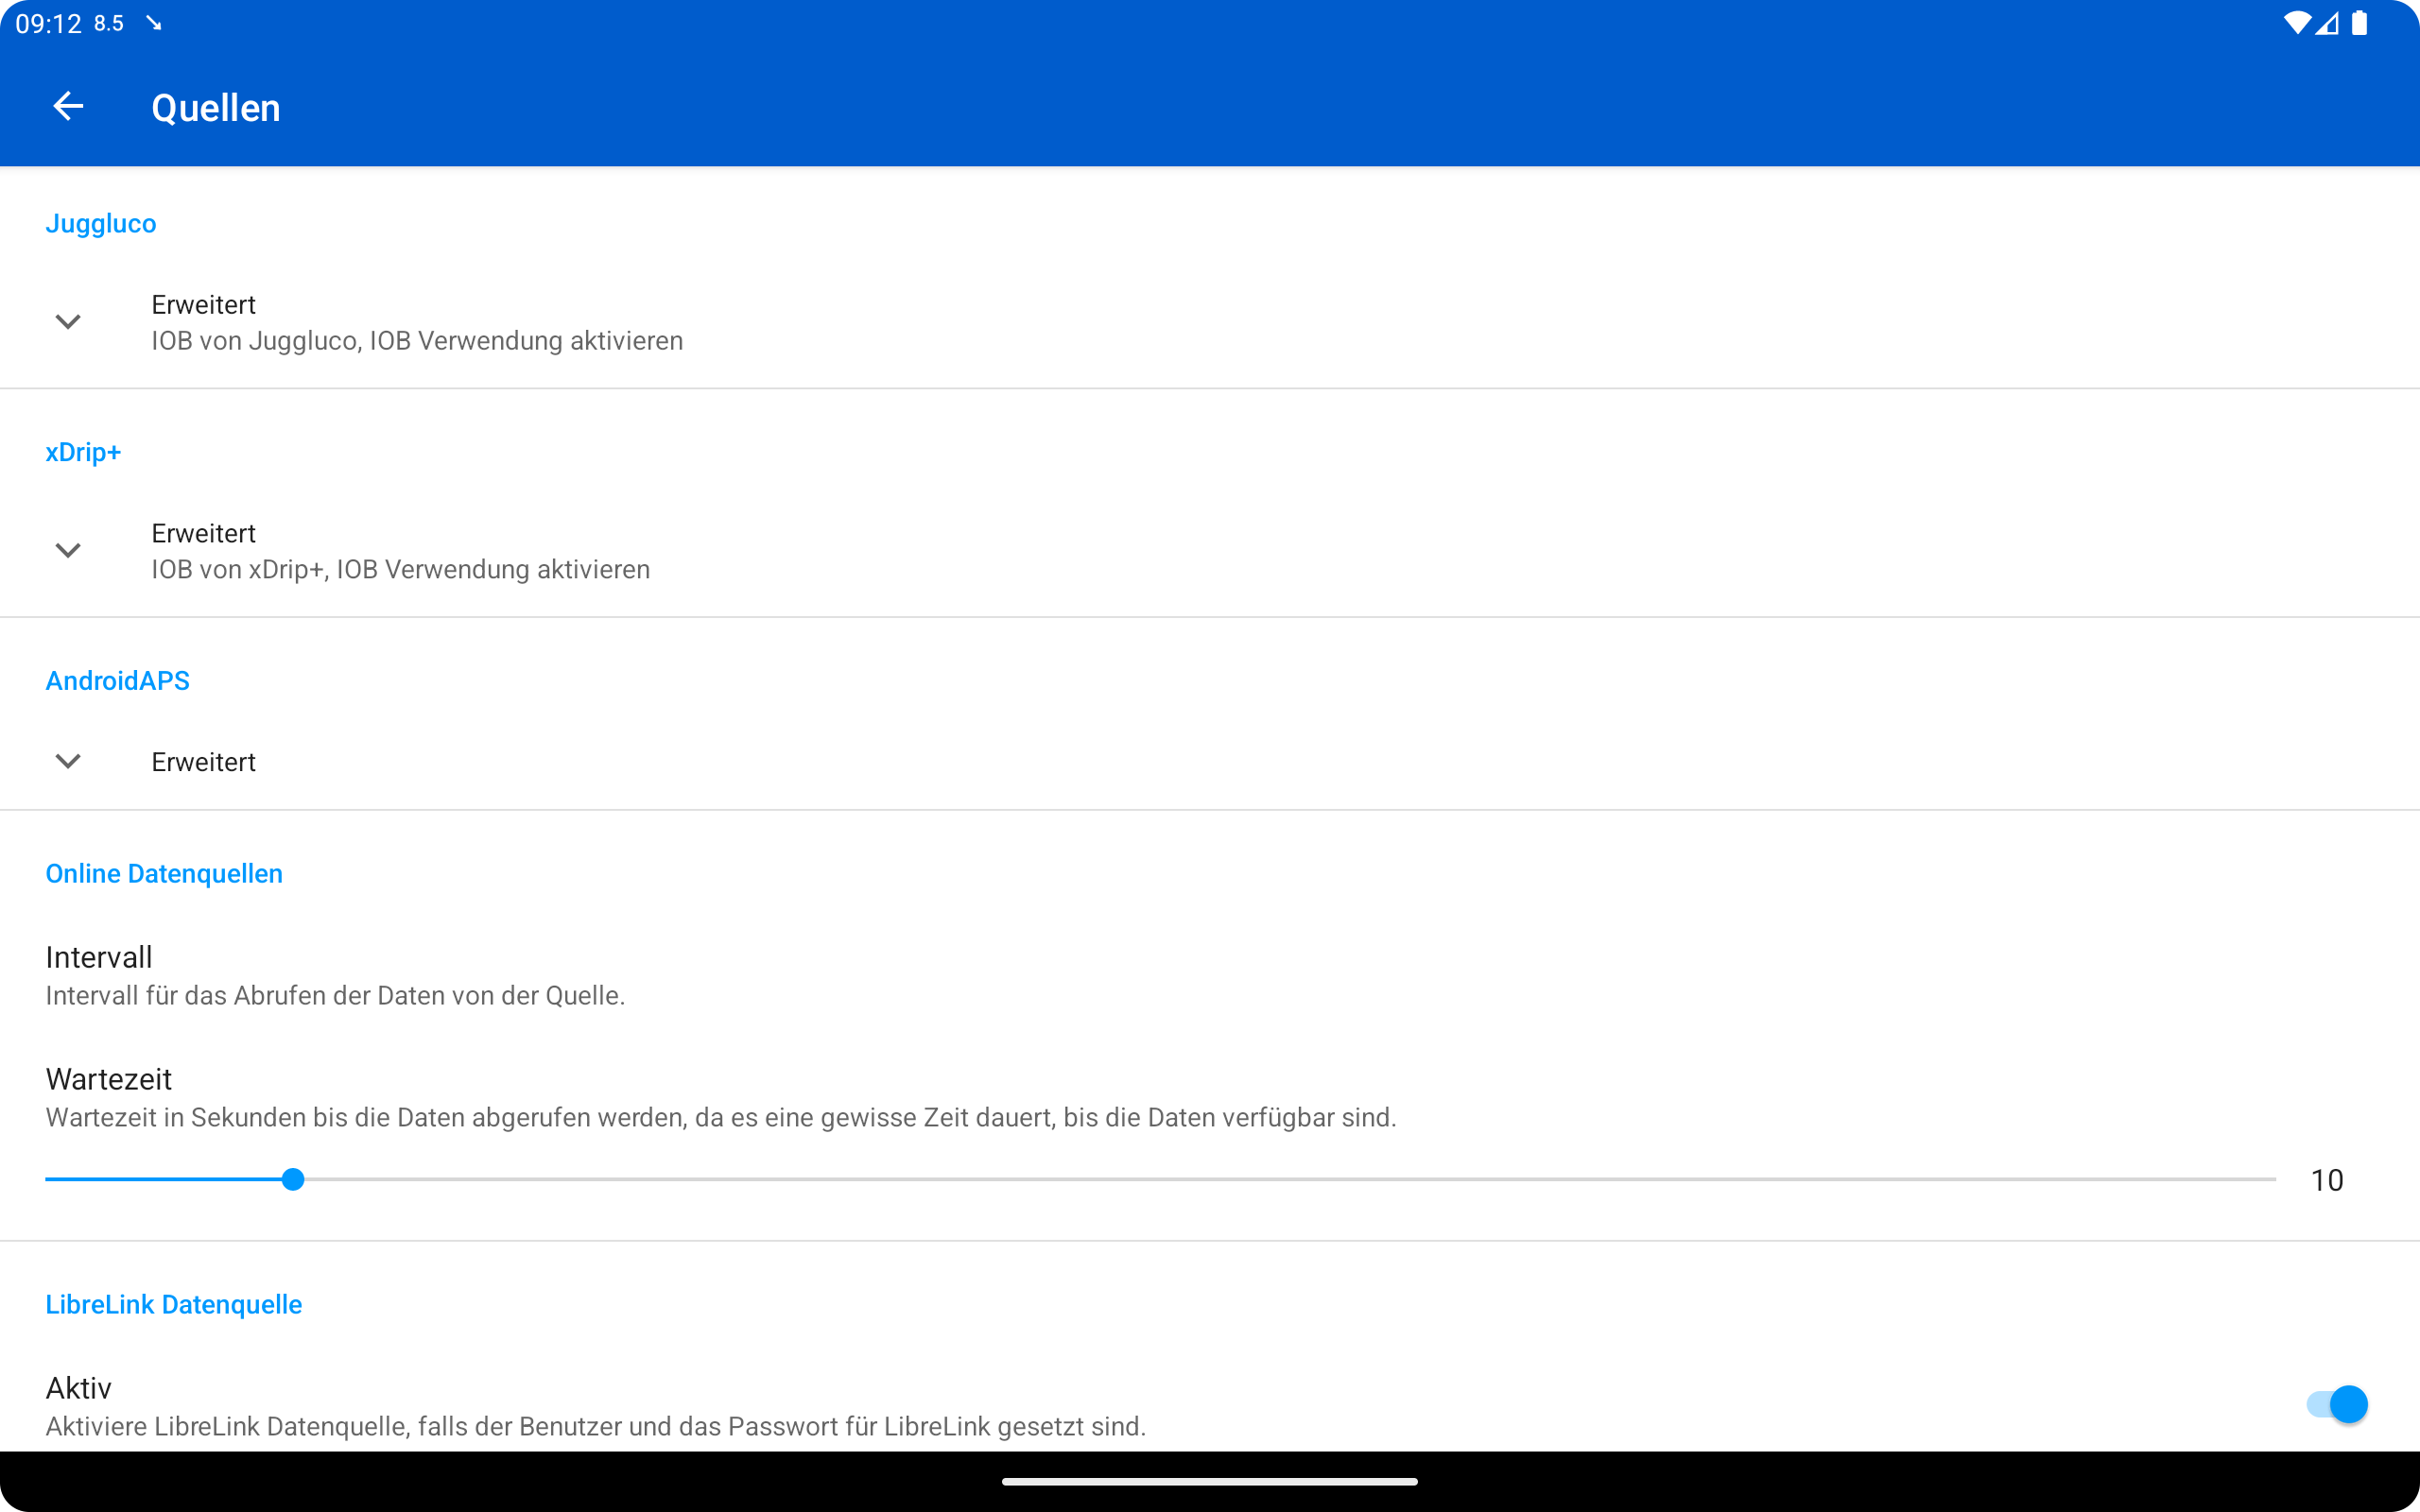 09:12 8.5
Quellen
Juggluco
Erweitert
IOB von Juggluco, IOB Verwendung aktivieren
xDrip+
Erweitert
IOB von xDrip+, IOB Verwendung aktivieren
AndroidAPS
Erweitert
Online Datenquellen
Intervall
Intervall für das Abrufen der Daten von der Quelle.
Wartezeit
Wartezeit in Sekunden bis die Daten abgerufen werden, da es eine gewisse Zeit dauert, bis die Daten verfügbar sind.
10
LibreLink Datenquelle
Aktiv
Aktiviere LibreLink Datenquelle, falls der Benutzer und das Passwort für LibreLink gesetzt sind.